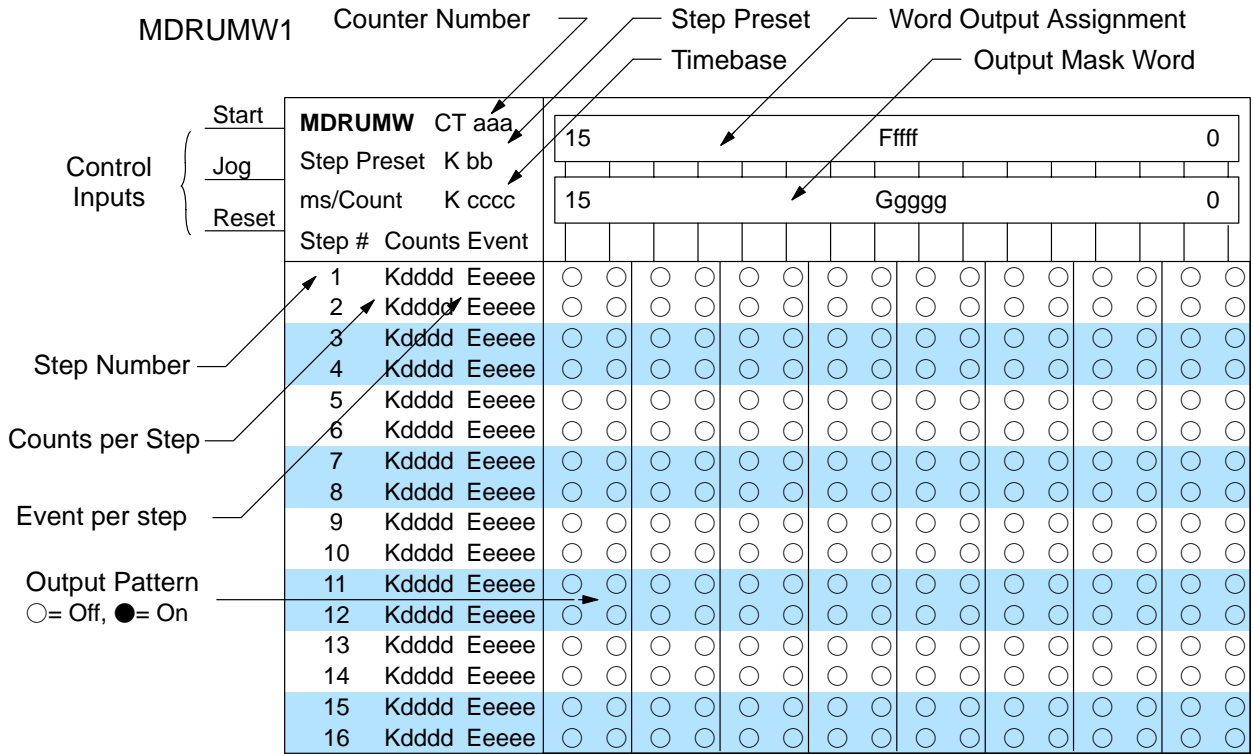 MDRUMW1
Counter Number
Step Preset
Word Output Assignment
Timebase
Output Mask Word
Control
Inputs
Start
Jog
Reset
MDRUMW CT aaa
Step Preset K bb
ms/Count K cccc
Step # Counts Event
15 Fffff 0
15 Ggggg 0
1 Kdddd Eeeee
2 Kdddd Eeeee
3 Kdddd Eeeee
4 Kdddd Eeeee
5 Kdddd Eeeee
6 Kdddd Eeeee
7 Kdddd Eeeee
8 Kdddd Eeeee
9 Kdddd Eeeee
10 Kdddd Eeeee
11 Kdddd Eeeee
12 Kdddd Eeeee
13 Kdddd Eeeee
14 Kdddd Eeeee
15 Kdddd Eeeee
16 Kdddd Eeeee
Step Number
Counts per Step
Event per step
Output Pattern
○= Off, ●= On